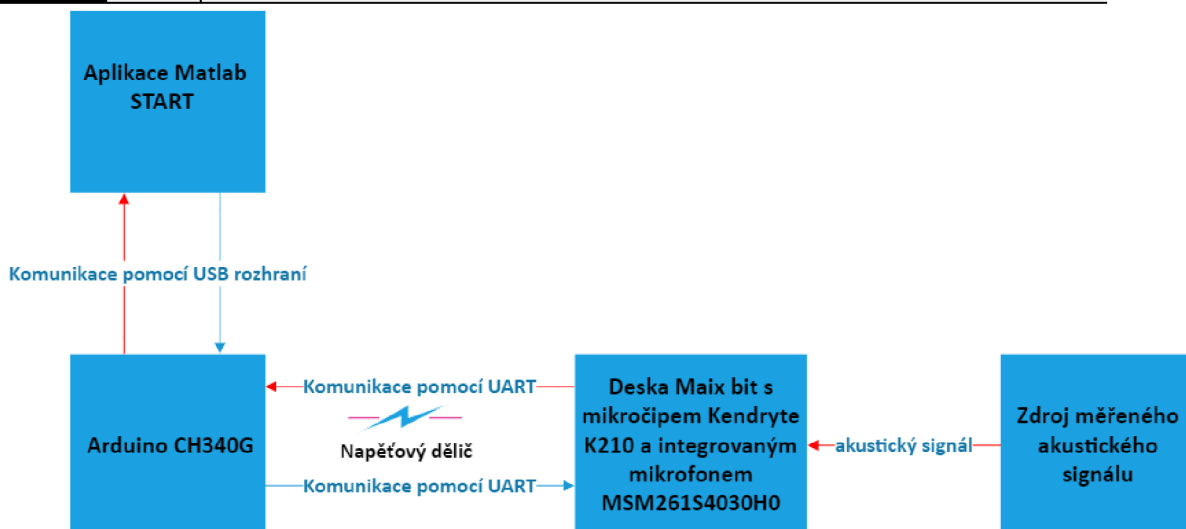 Aplikace Matlab
START
Komunikace pomocí USB rozhraní
Arduino CH340G
Komunikace pomocí UART
Napěťový dělič
Komunikace pomocí UART
Deska Maix bit s
mikročipem Kendryte
K210 a integrovaným
mikrofonem
MSM261S4030H0
akustický signál
Zdroj měřeného
akustického
signálu